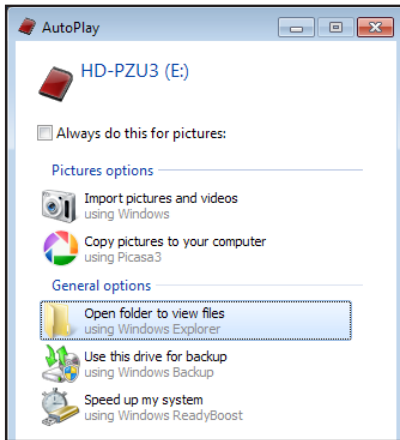 AutoPlay
HD-PZU3 (E:)
Always do this for pictures:
Pictures options
Import pictures and videos
using Windows
Copy pictures to your computer
using Picasa3
General options
Open folder to view files
using Windows Explorer
Use this drive for backup
using Windows Backup
Speed up my system
using Windows ReadyBoost